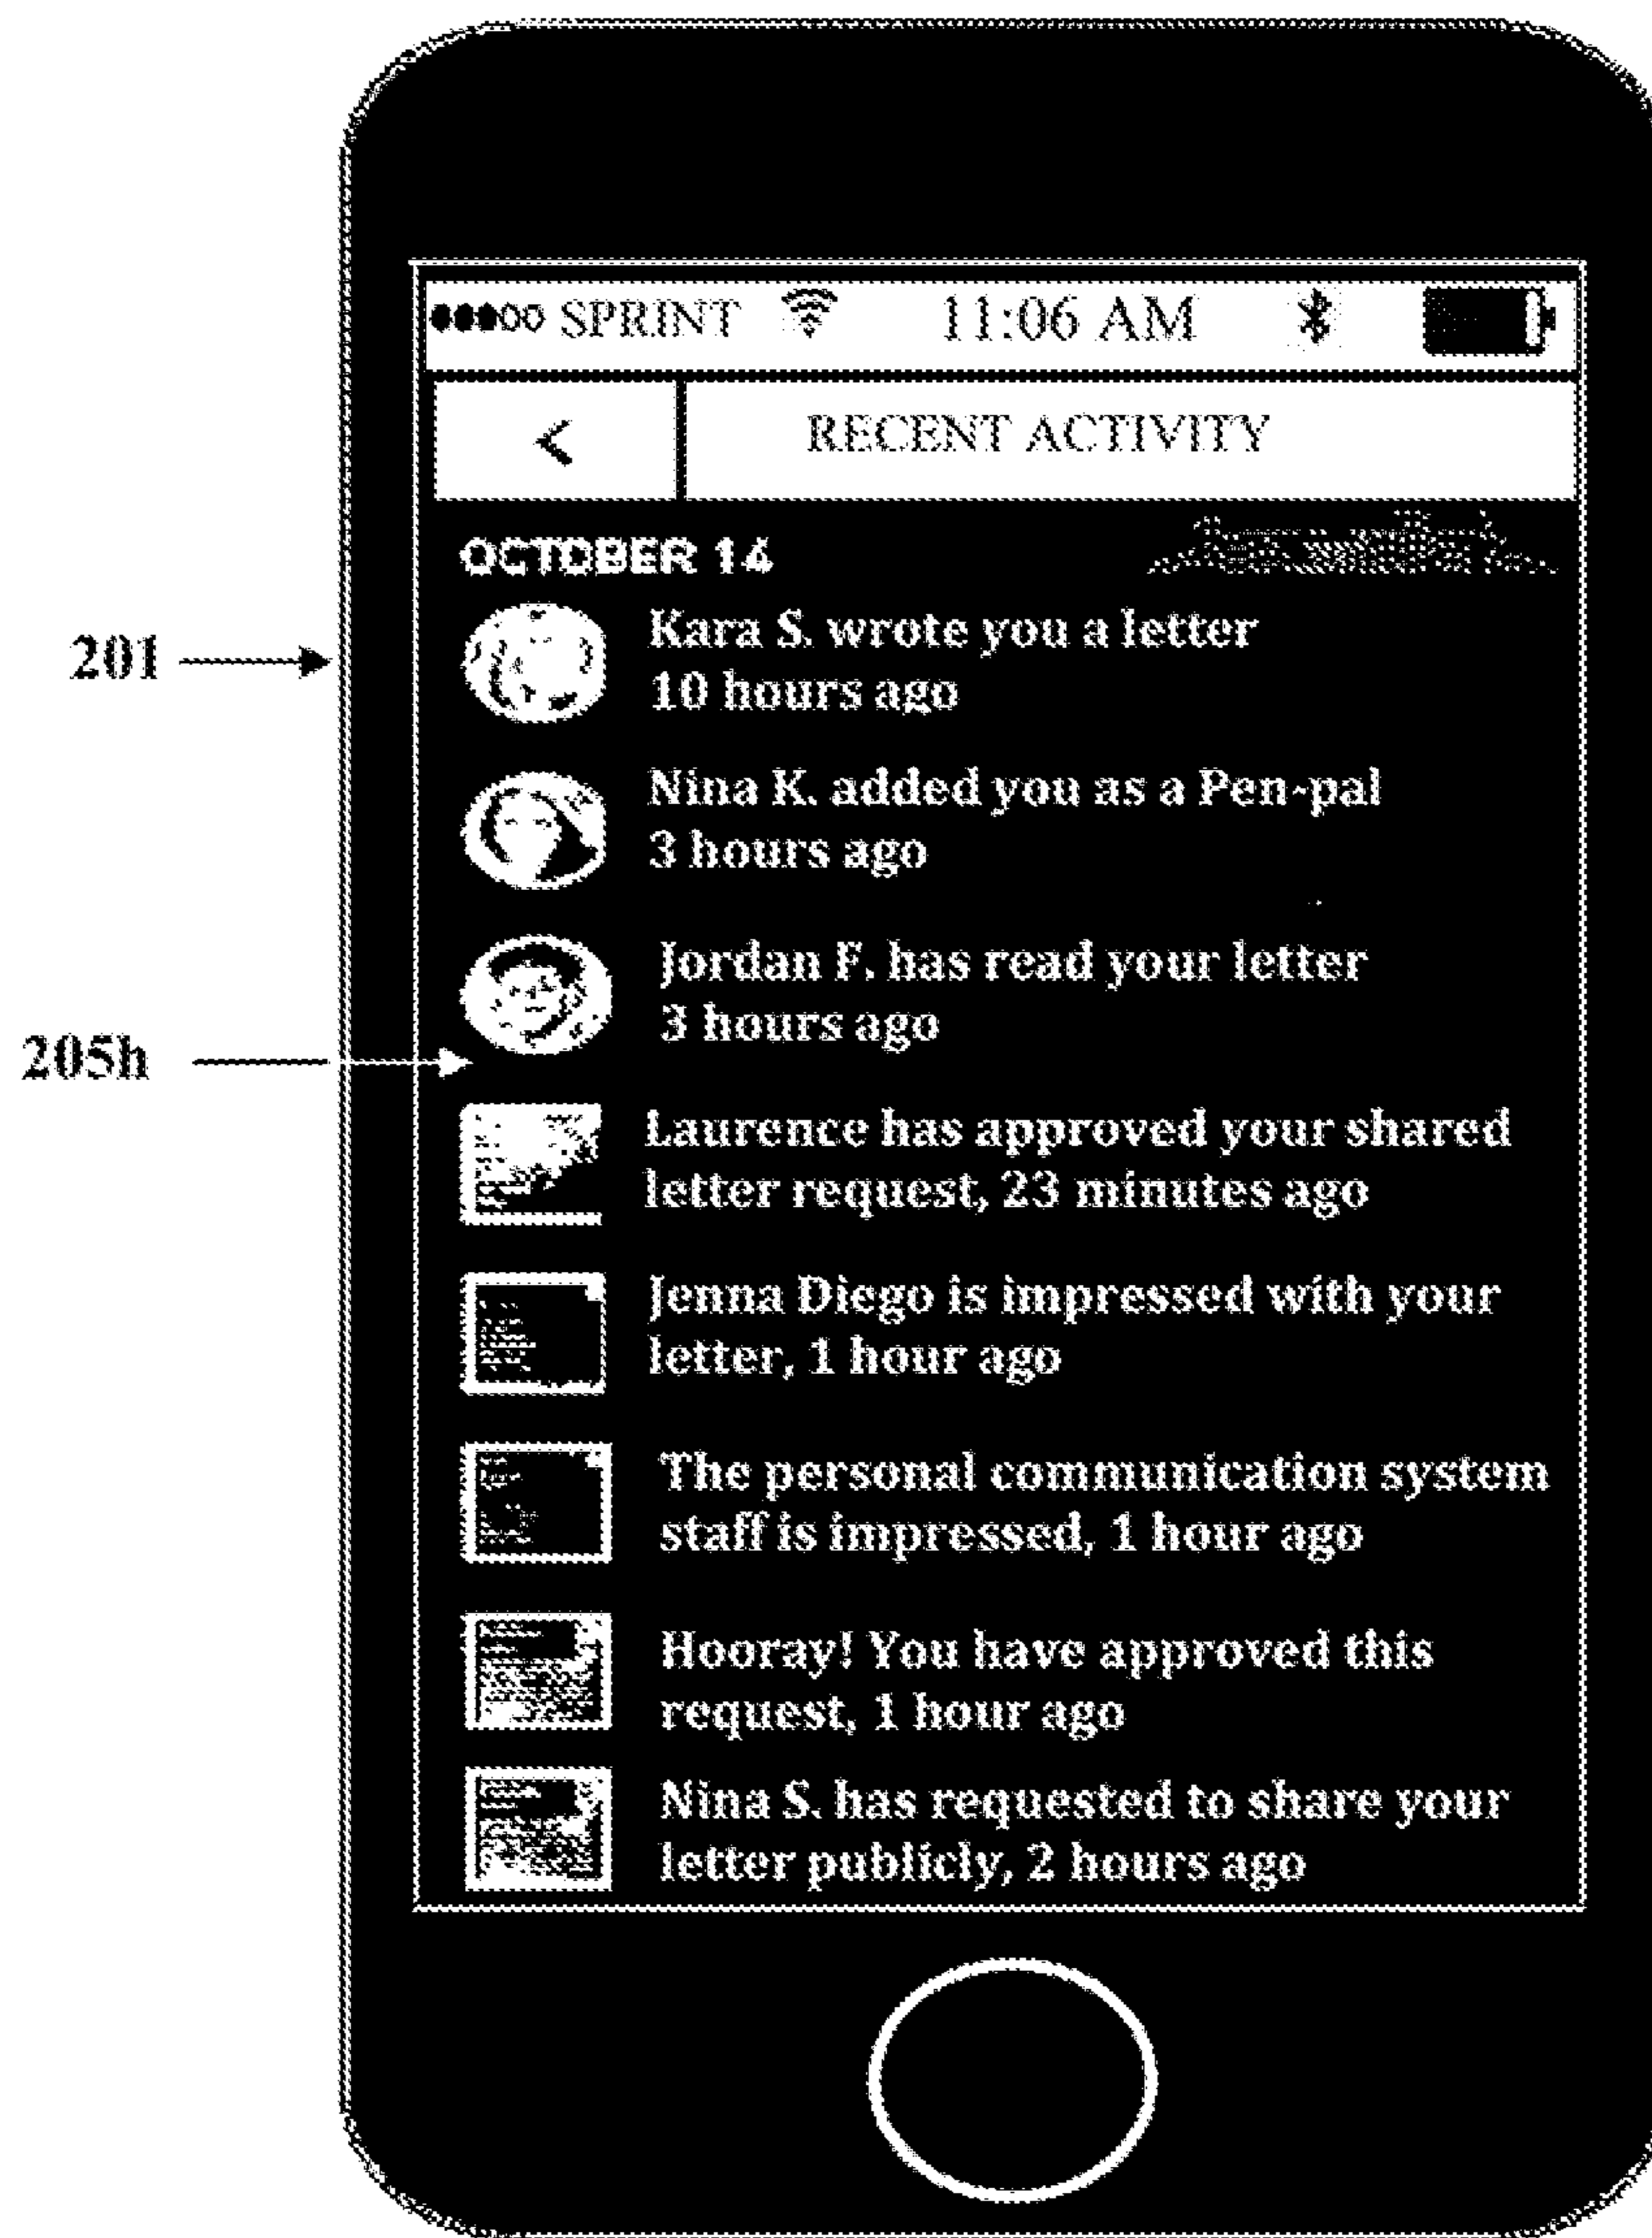 SPRINT 11:06 AM
< RECENT ACTIVITY
OCTOBER 14
201
Kara S. wrote you a letter
10 hours ago
Nina K. added you as a Pen-pal
3 hours ago
Jordan F. has read your letter
3 hours ago
205h
Laurence has approved your shared
letter request, 23 minutes ago
Jenna Diego is impressed with your
letter, 1 hour ago
The personal communication system
staff is impressed, 1 hour ago
Hooray! You have approved this
request, 1 hour ago
Nina S. has requested to share your
letter publicly, 2 hours ago